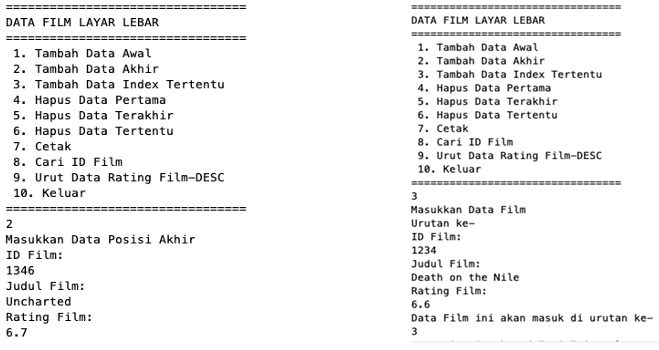 =================================
DATA FILM LAYAR LEBAR
=================================
1. Tambah Data Awal
2. Tambah Data Akhir
3. Tambah Data Index Tertentu
4. Hapus Data Pertama
5. Hapus Data Terakhir
6. Hapus Data Tertentu
7. Cetak
8. Cari ID Film
9. Urut Data Rating Film-DESC
10. Keluar
=================================
2
Masukkan Data Posisi Akhir
ID Film:
1346
Judul Film:
Uncharted
Rating Film:
6.7
=================================
DATA FILM LAYAR LEBAR
=================================
1. Tambah Data Awal
2. Tambah Data Akhir
3. Tambah Data Index Tertentu
4. Hapus Data Pertama
5. Hapus Data Terakhir
6. Hapus Data Tertentu
7. Cetak
8. Cari ID Film
9. Urut Data Rating Film-DESC
10. Keluar
=================================
3
Masukkan Data Film
Urutan ke-
ID Film:
1234
Judul Film:
Death on the Nile
Rating Film:
6.6
Data Film ini akan masuk di urutan ke-
3